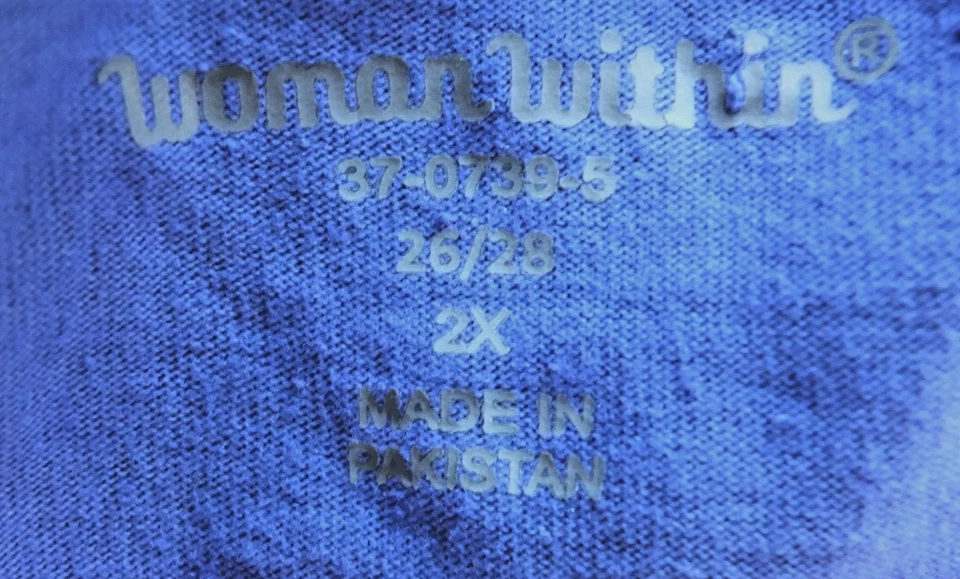 woman within®
37-0739-5
26/28
2X
MADE IN
PAKISTAN